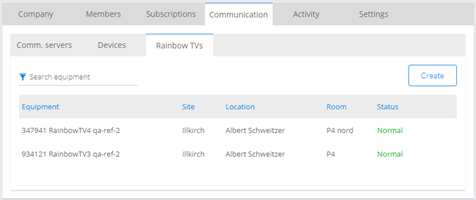 Company Members Subscriptions Communication Activity Settings
Comm. servers Devices Rainbow TVs
Search equipment Create
Equipment Site Location Room Status
347941 RainbowTV4 qa-ref-2 Illkirch Albert Schweitzer P4 nord Normal
934121 RainbowTV3 qa-ref-2 Illkirch Albert Schweitzer P4 Normal